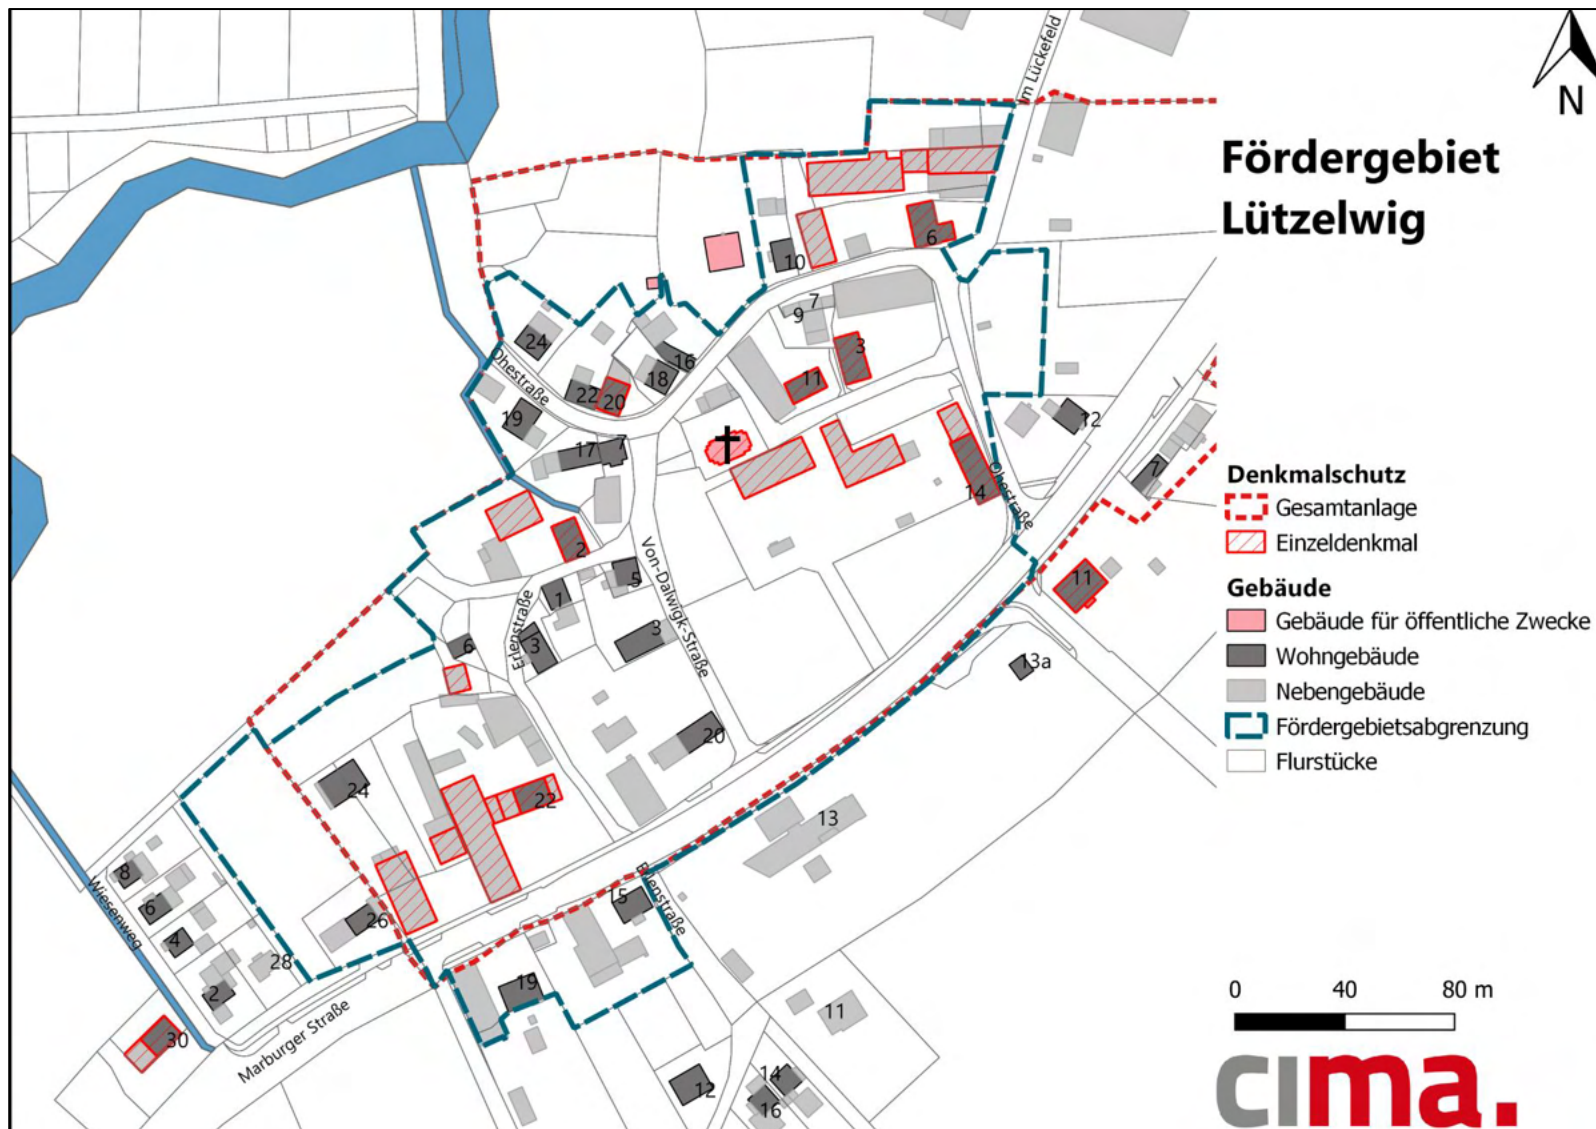 Im Lückefeld
N
Fördergebiet
Lützelwig
6
10
7
9
3
24
16
18
11
22
20
Ohestraße
19
12
17
7
7
14
Ohestraße
Denkmalschutz
Gesamtanlage
Einzeldenkmal
2
Von-Dalwigk-Straße
5
11
Gebäude
Gebäude für öffentliche Zwecke
Wohngebäude
Nebengebäude
Fördergebietsabgrenzung
Flurstücke
1
Erlenstraße
3
3
6
13a
20
24
22
13
8
Wiesenweg
6
4
2
28
26
15
19
30
Marburger Straße
11
12
14
16
0 40 80 m
cima.